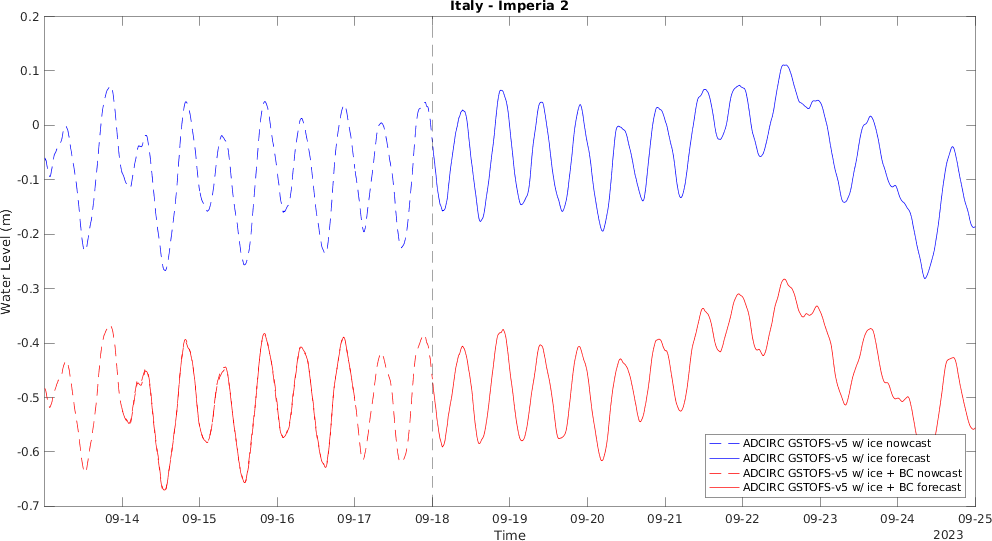 Italy - Imperia 2
Water Level (m)
0.2
0.1
0
-0.1
-0.2
-0.3
-0.4
-0.5
-0.6
-0.7
ADCIRC GSTOFS-v5 w/ ice nowcast
ADCIRC GSTOFS-v5 w/ ice forecast
ADCIRC GSTOFS-v5 w/ ice + BC nowcast
ADCIRC GSTOFS-v5 w/ ice + BC forecast
09-14 09-15 09-16 09-17 09-18 09-19 09-20 09-21 09-22 09-23 09-24 09-25
Time
2023